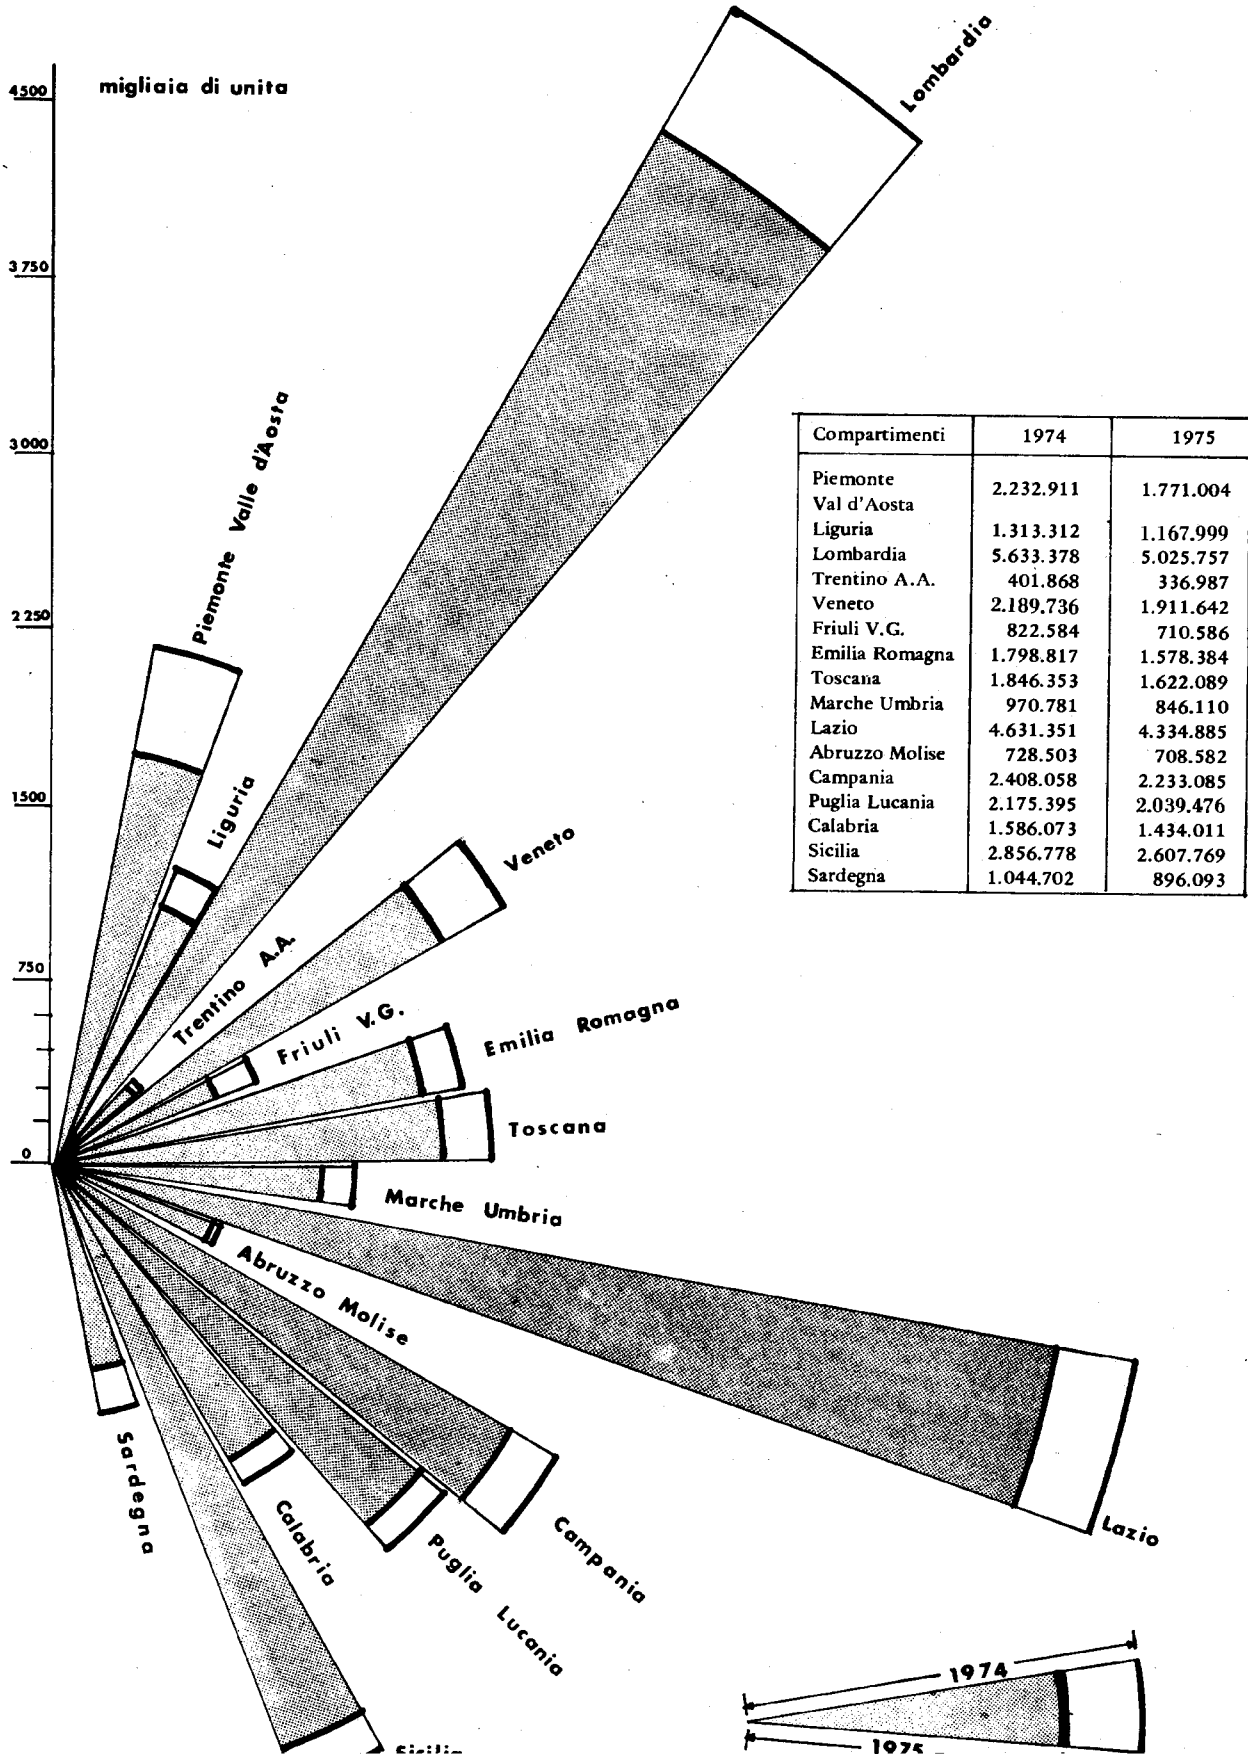 migliaia di unita
4500
3750
3000
2250
1500
750
0
Lombardia
Piemonte Valle d'Aosta
Liguria
Veneto
Trentino A.A.
Friuli V.G.
Emilia Romagna
Toscana
Marche Umbria
Abruzzo Molise
Lazio
Campania
Puglia Lucania
Calabria
Sardegna
Sicilia
Compartimenti 1974 1975
Piemonte
Val d'Aosta 2.232.911 1.771.004
Liguria 1.313.312 1.167.999
Lombardia 5.633.378 5.025.757
Trentino A.A. 401.868 336.987
Veneto 2.189.736 1.911.642
Friuli V.G. 822.584 710.586
Emilia Romagna 1.798.817 1.578.384
Toscana 1.846.353 1.622.089
Marche Umbria 970.781 846.110
Lazio 4.631.351 4.334.885
Abruzzo Molise 728.503 708.582
Campania 2.408.058 2.233.085
Puglia Lucania 2.175.395 2.039.476
Calabria 1.586.073 1.434.011
Sicilia 2.856.778 2.607.769
Sardegna 1.044.702 896.093
1974
1975